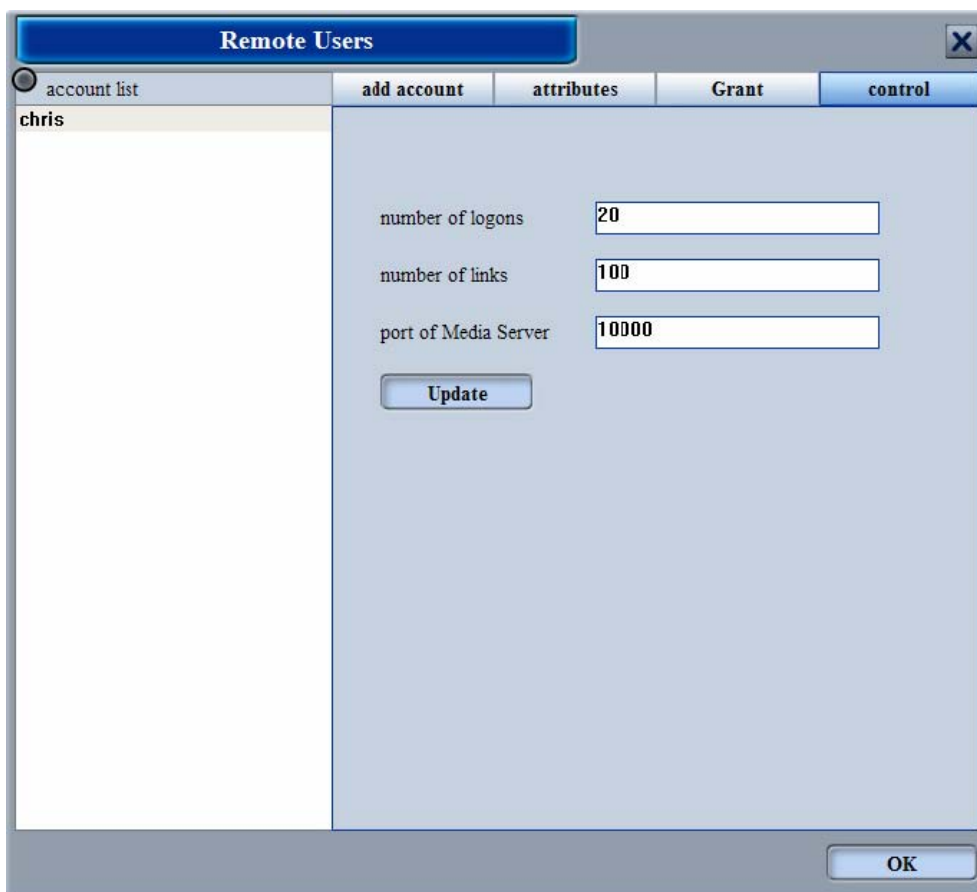 Remote Users
account list
add account
attributes
Grant
control
chris
number of logons
20
number of links
100
port of Media Server
10000
Update
OK